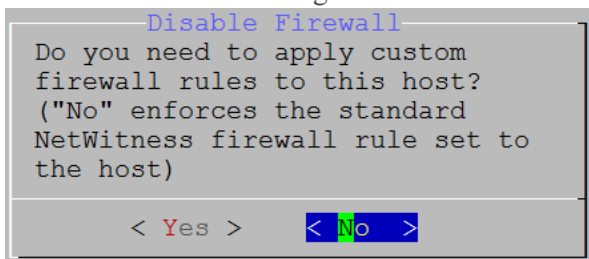 Disable Firewall
Do you need to apply custom
firewall rules to this host?
("No" enforces the standard
NetWitness firewall rule set to
the host)
< Yes > < No >